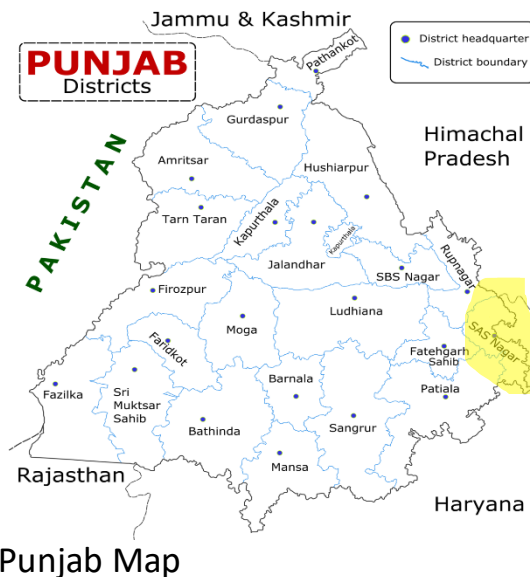 Jammu & Kashmir
PUNJAB
Districts
District headquarter
District boundary
Pathankot
Gurdaspur
Himachal
Pradesh
PAKISTAN
Amritsar
Hushiarpur
Tarn Taran
Kapurthala
Kapurthala
Jalandhar
SBS Nagar
Rupnagar
Firozpur
Ludhiana
Moga
SAS Nagar
Faridkot
Fatehgarh
Sahib
Fazilka
Sri
Muktsar
Sahib
Barnala
Patiala
Bathinda
Sangrur
Mansa
Rajasthan
Haryana
Punjab Map